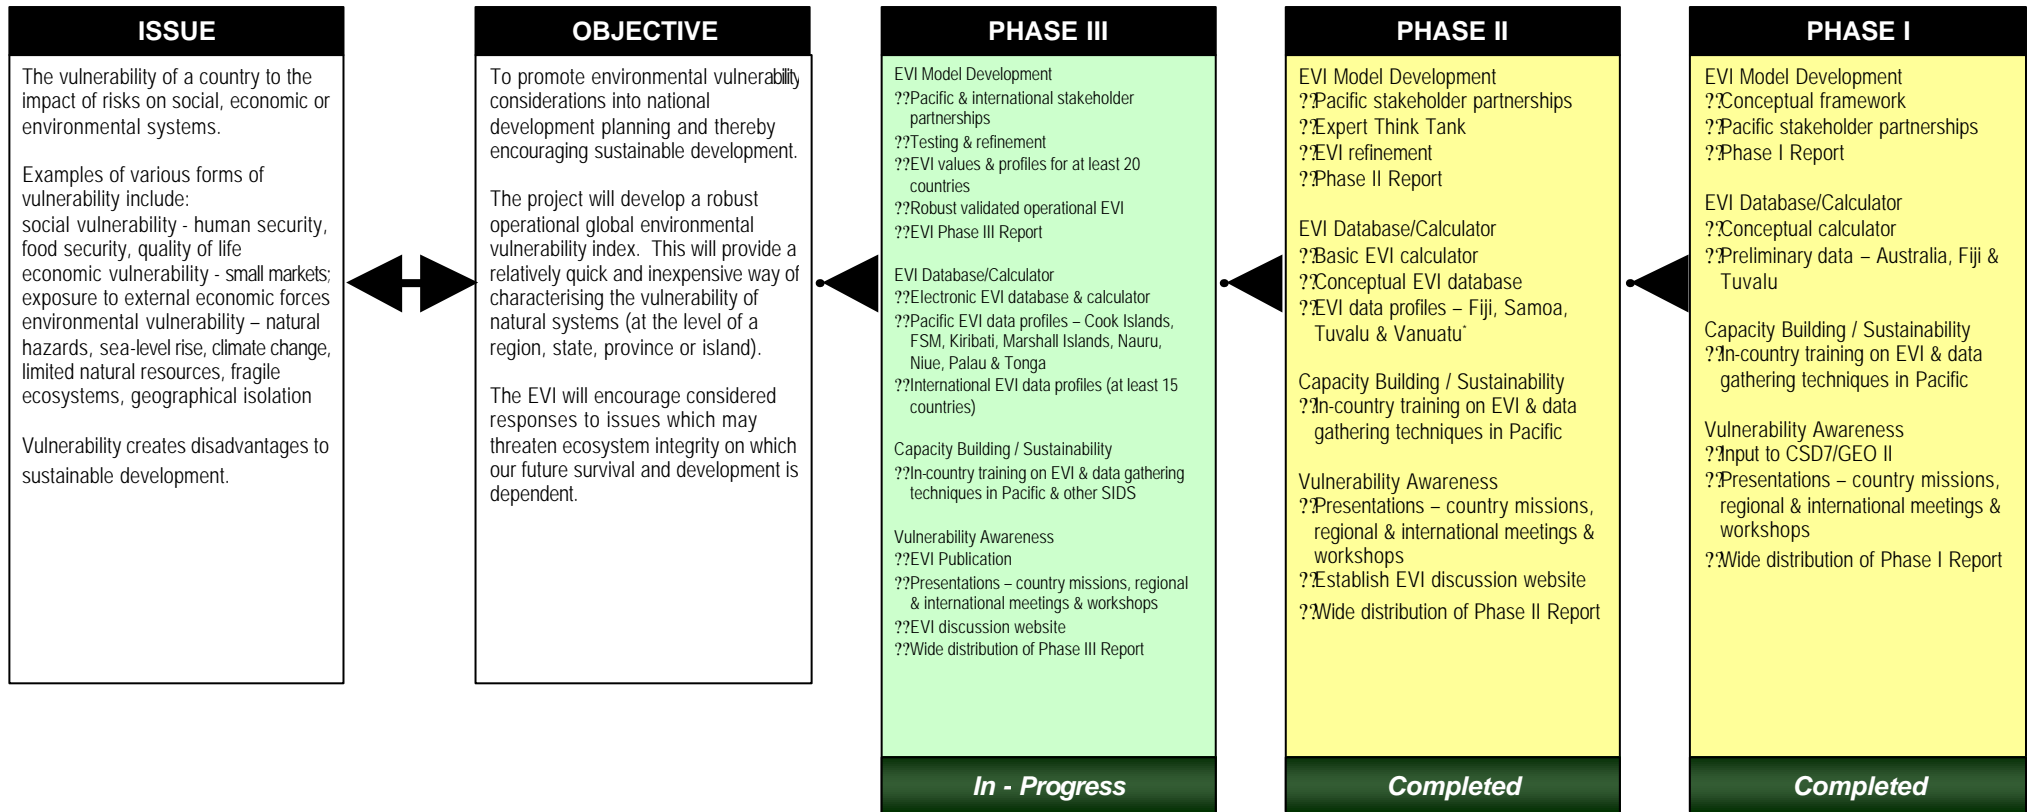 ISSUE
The vulnerability of a country to the
impact of risks on social, economic or
environmental systems.
Examples of various forms of
vulnerability include:
social vulnerability - human security,
food security, quality of life
economic vulnerability - small markets;
exposure to external economic forces
environmental vulnerability – natural
hazards, sea-level rise, climate change,
limited natural resources, fragile
ecosystems, geographical isolation
Vulnerability creates disadvantages to
sustainable development.
OBJECTIVE
To promote environmental vulnerability
considerations into national
development planning and thereby
encouraging sustainable development.
The project will develop a robust
operational global environmental
vulnerability index.  This will provide a
relatively quick and inexpensive way of
characterising the vulnerability of
natural systems (at the level of a
region, state, province or island).
The EVI will encourage considered
responses to issues which may
threaten ecosystem integrity on which
our future survival and development is
dependent.
PHASE III
EVI Model Development
??Pacific & international stakeholder
partnerships
??Testing & refinement
??EVI values & profiles for at least 20
countries
??Robust validated operational EVI
??EVI Phase III Report
EVI Database/Calculator
??Electronic EVI database & calculator
??Pacific EVI data profiles – Cook Islands,
FSM, Kiribati, Marshall Islands, Nauru,
Niue, Palau & Tonga
??International EVI data profiles (at least 15
countries)
Capacity Building / Sustainability
??In-country training on EVI & data gathering
techniques in Pacific & other SIDS
Vulnerability Awareness
??EVI Publication
??Presentations – country missions, regional
& international meetings & workshops
??EVI discussion website
??Wide distribution of Phase III Report
In - Progress
PHASE II
EVI Model Development
??Pacific stakeholder partnerships
??Expert Think Tank
??EVI refinement
??Phase II Report
EVI Database/Calculator
??Basic EVI calculator
??Conceptual EVI database
??EVI data profiles – Fiji, Samoa,
Tuvalu & Vanuatu*
Capacity Building / Sustainability
??In-country training on EVI & data
gathering techniques in Pacific
Vulnerability Awareness
??Presentations – country missions,
regional & international meetings &
workshops
??Establish EVI discussion website
??Wide distribution of Phase II Report
Completed
PHASE I
EVI Model Development
??Conceptual framework
??Pacific stakeholder partnerships
??Phase I Report
EVI Database/Calculator
??Conceptual calculator
??Preliminary data – Australia, Fiji &
Tuvalu
Capacity Building / Sustainability
??In-country training on EVI & data
gathering techniques in Pacific
Vulnerability Awareness
??Input to CSD7/GEO II
??Presentations – country missions,
regional & international meetings &
workshops
??Wide distribution of Phase I Report
Completed